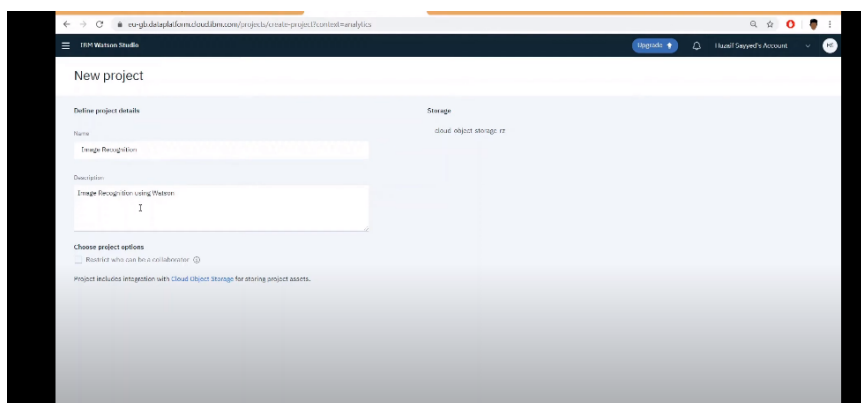 eu-gb.dataplatform.cloud.ibm.com/projects/create-project?context=analytics
IBM Watson Studio
Upgrade
Huzaif Sayyed's Account
New project
Define project details
Name
Image Recognition
Description
Image Recognition using Watson
Choose project options
Restrict who can be a collaborator
Project includes integration with Cloud Object Storage for storing project assets.
Storage
cloud object storage rz